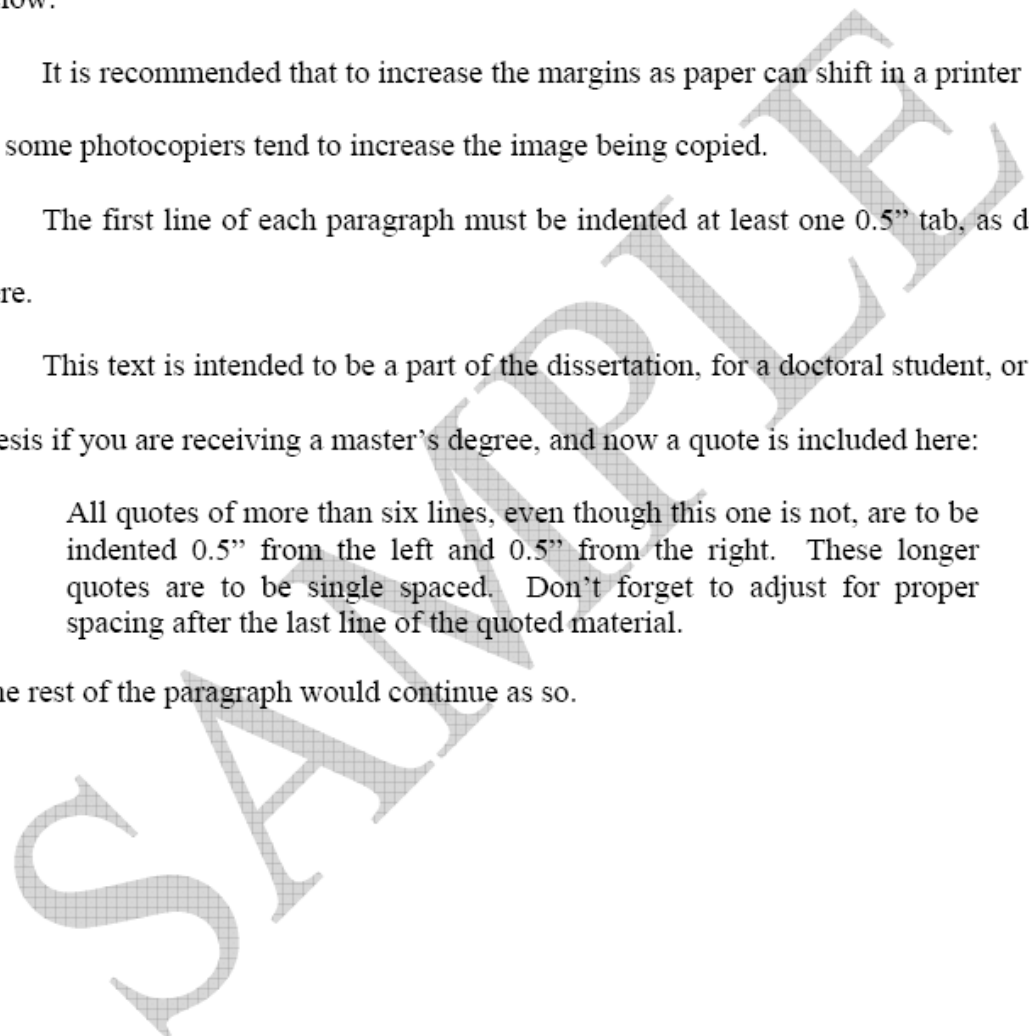 It is recommended that to increase the margins as paper can shift in a printer
some photocopiers tend to increase the image being copied.
The first line of each paragraph must be indented at least one 0.5” tab, as
This text is intended to be a part of the dissertation, for a doctoral student, or
if you are receiving a master’s degree, and now a quote is included here:
All quotes of more than six lines, even though this one is not, are to be
indented 0.5” from the left and 0.5” from the right. These longer
quotes are to be single spaced. Don’t forget to adjust for proper
spacing after the last line of the quoted material.
rest of the paragraph would continue as so.
SAMPLE